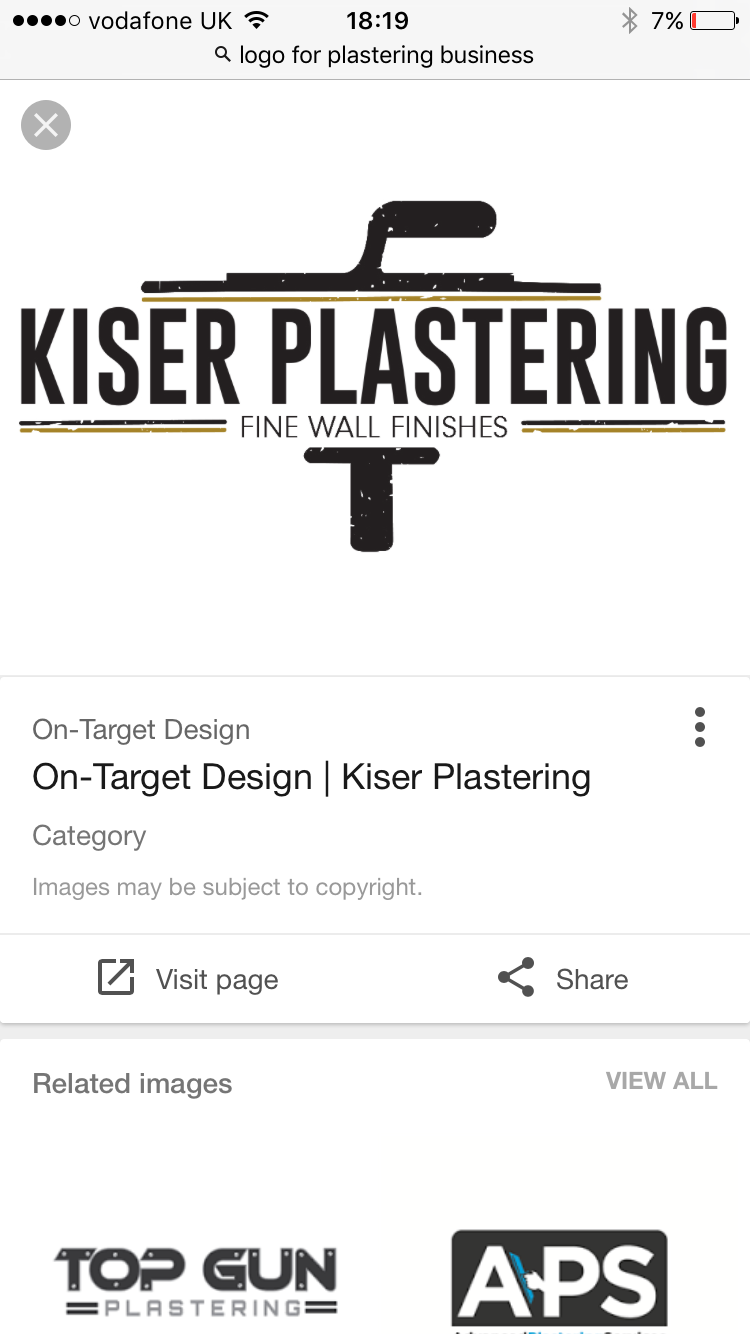 vodafone UK 18:19 7%
logo for plastering business
KISER PLASTERING
FINE WALL FINISHES
On-Target Design
On-Target Design | Kiser Plastering
Category
Images may be subject to copyright.
Visit page Share
Related images VIEW ALL
TOP GUN
PLASTERING
APS